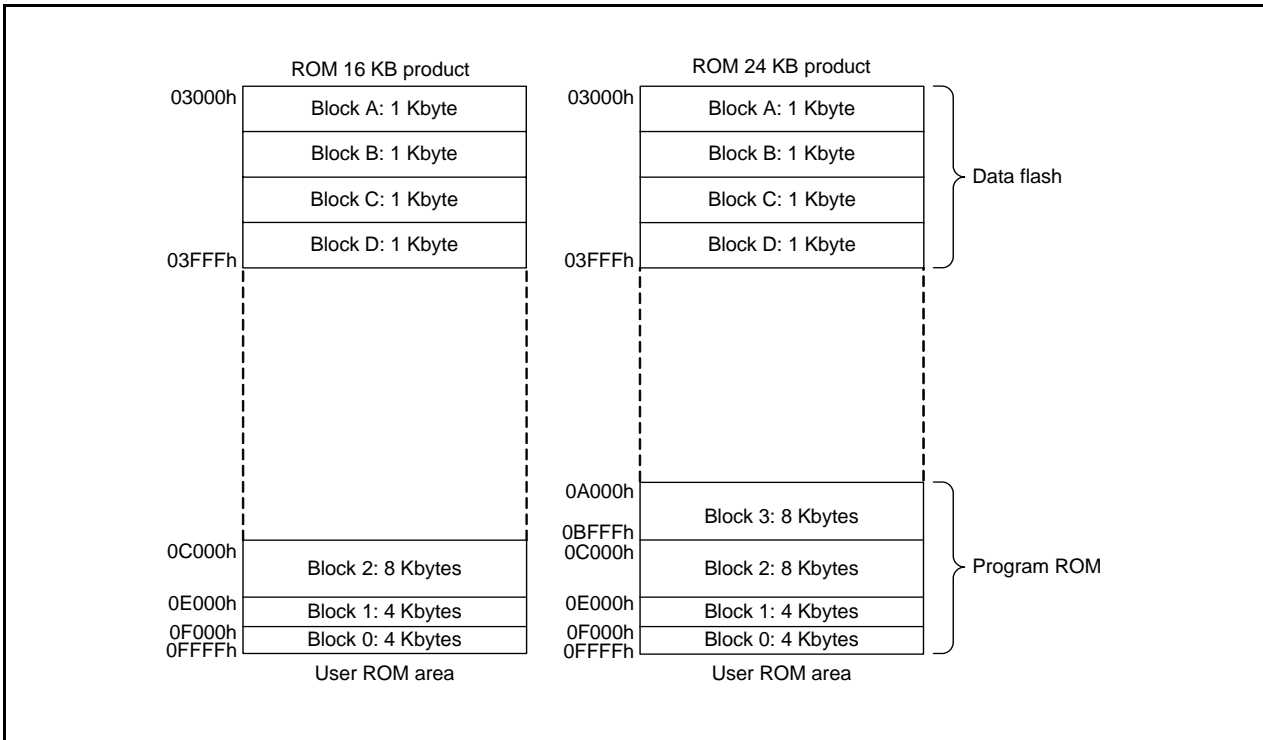 ROM 16 KB product
03000h
Block A: 1 Kbyte
Block B: 1 Kbyte
Block C: 1 Kbyte
Block D: 1 Kbyte
03FFFh
0C000h
Block 2: 8 Kbytes
0E000h
Block 1: 4 Kbytes
0F000h
Block 0: 4 Kbytes
0FFFFh
User ROM area
ROM 24 KB product
03000h
Block A: 1 Kbyte
Block B: 1 Kbyte
Block C: 1 Kbyte
Block D: 1 Kbyte
03FFFh
Data flash
0A000h
Block 3: 8 Kbytes
0BFFFh
0C000h
Block 2: 8 Kbytes
0E000h
Block 1: 4 Kbytes
0F000h
Block 0: 4 Kbytes
0FFFFh
Program ROM
User ROM area